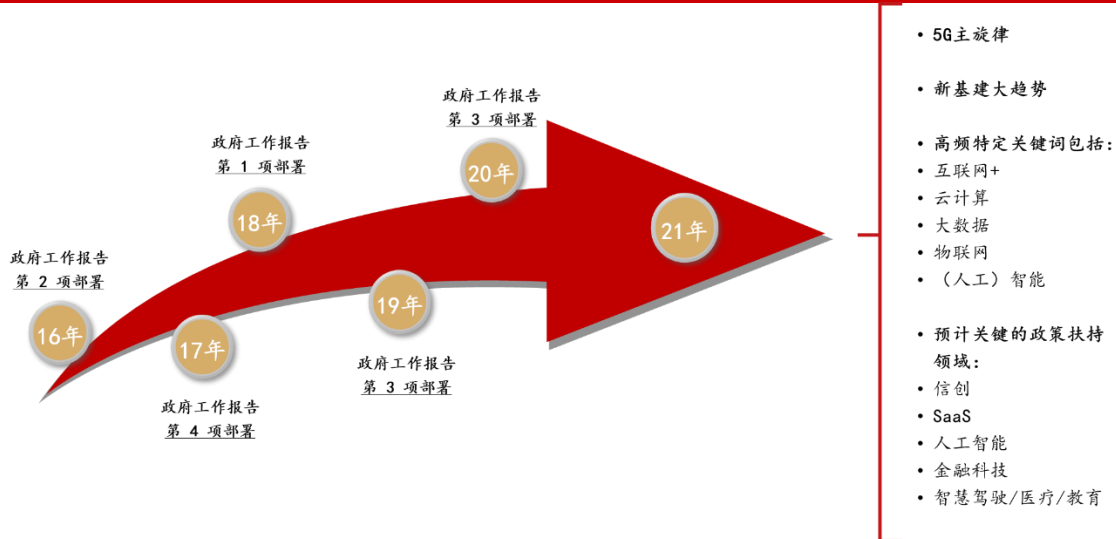 政府工作报告
第 2 项部署
16年
17年
政府工作报告
第 4 项部署
政府工作报告
第 1 项部署
18年
19年
政府工作报告
第 3 项部署
政府工作报告
第 3 项部署
20年
21年
• 5G主旋律
• 新基建大趋势
• 高频特定关键词包括：
• 互联网+
• 云计算
• 大数据
• 物联网
• （人工）智能
• 预计关键的政策扶持
领域：
• 信创
• SaaS
• 人工智能
• 金融科技
• 智慧驾驶/医疗/教育